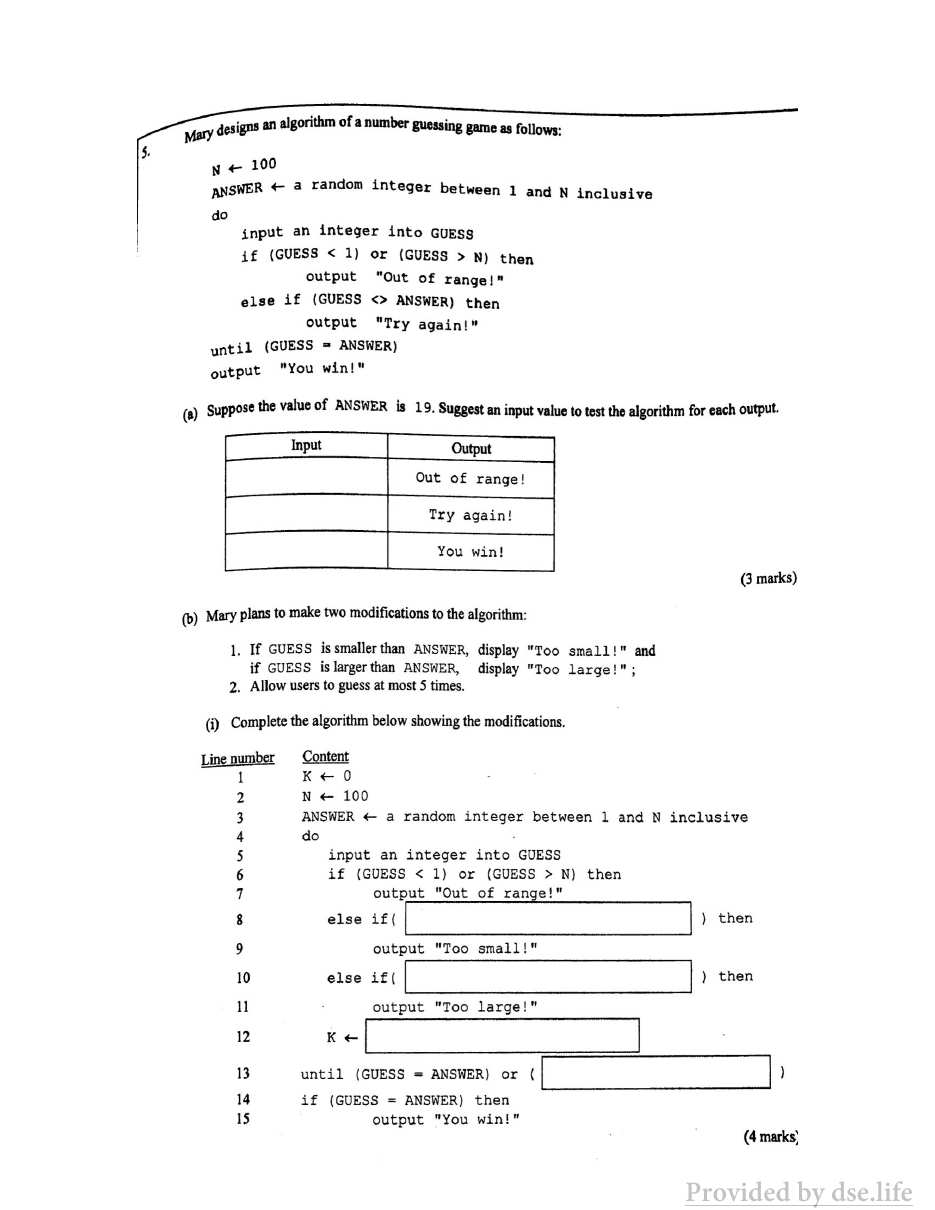 5.
Mary designs an algorithm of a number guessing game as follows:
N ← 100
ANSWER ← a random integer between 1 and N inclusive
do
input an integer into GUESS
if (GUESS < 1) or (GUESS > N) then
output "Out of range!"
else if (GUESS <> ANSWER) then
output "Try again!"
until (GUESS = ANSWER)
output "You win!"
(a) Suppose the value of ANSWER is 19. Suggest an input value to test the algorithm for each output.
Input Output
Out of range!
Try again!
You win!
(3 marks)
(b) Mary plans to make two modifications to the algorithm:
1. If GUESS is smaller than ANSWER, display "Too small!" and
if GUESS is larger than ANSWER, display "Too large!";
2. Allow users to guess at most 5 times.
(i) Complete the algorithm below showing the modifications.
Line number Content
1 K ← 0
2 N ← 100
3 ANSWER ← a random integer between 1 and N inclusive
4 do
5 input an integer into GUESS
6 if (GUESS < 1) or (GUESS > N) then
7 output "Out of range!"
8 else if( ) then
9 output "Too small!"
10 else if( ) then
11 output "Too large!"
12 K ←
13 until (GUESS = ANSWER) or ( )
14 if (GUESS = ANSWER) then
15 output "You win!"
(4 marks)
Provided by dse.life